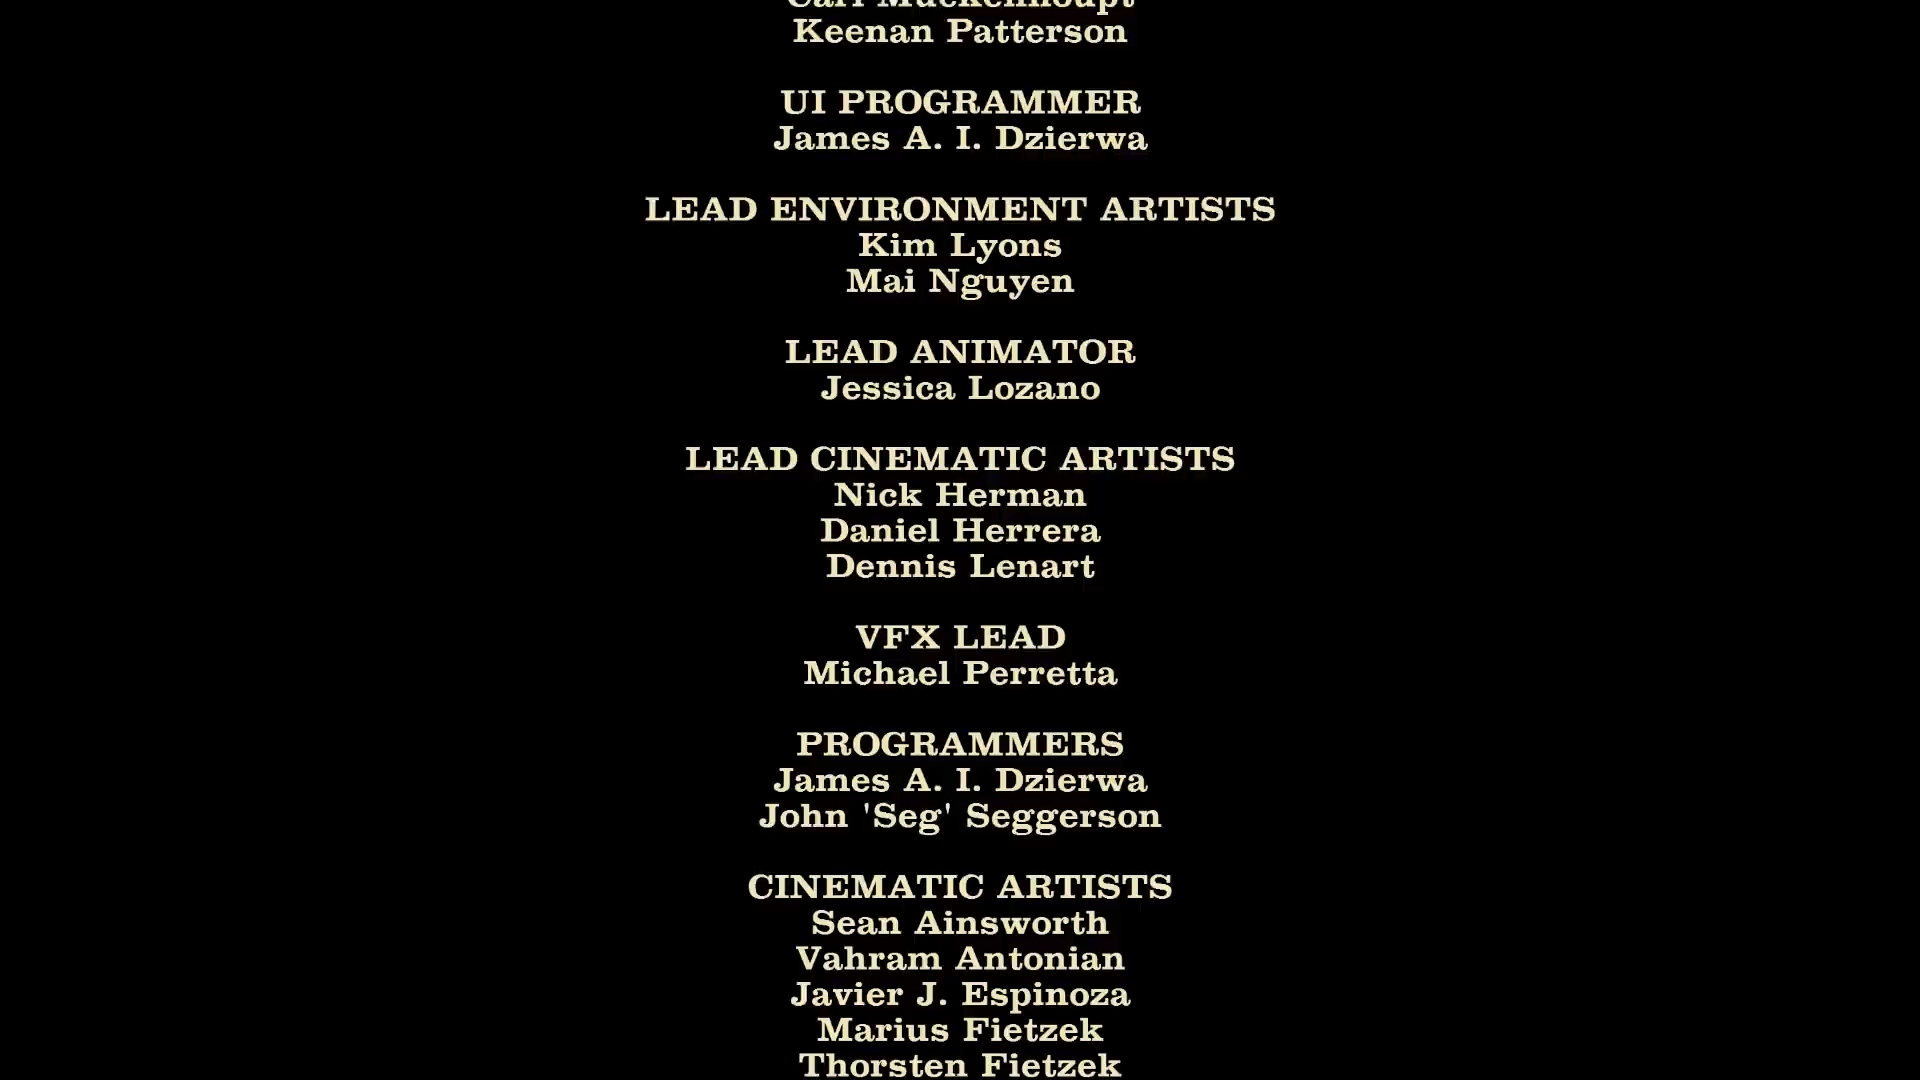 Keenan Patterson
UI PROGRAMMER
James A. I. Dzierwa
LEAD ENVIRONMENT ARTISTS
Kim Lyons
Mai Nguyen
LEAD ANIMATOR
Jessica Lozano
LEAD CINEMATIC ARTISTS
Nick Herman
Daniel Herrera
Dennis Lenart
VFX LEAD
Michael Perretta
PROGRAMMERS
James A. I. Dzierwa
John 'Seg' Seggerson
CINEMATIC ARTISTS
Sean Ainsworth
Vahram Antonian
Javier J. Espinoza
Marius Fietzek
Thorsten Fietzek